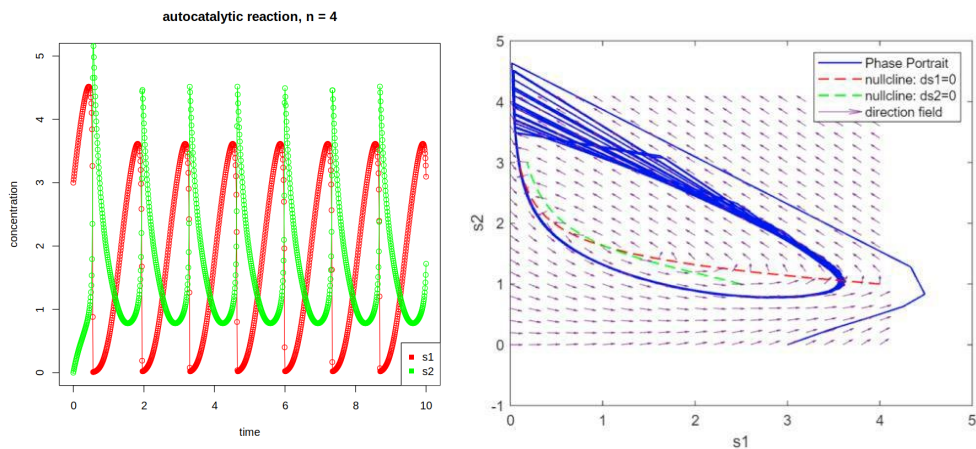 autocatalytic reaction, n = 4
concentration
5
4
3
2
1
0
0
2
4
6
8
10
time
s1
s2
5
4
3
2
1
0
-1
0
1
2
3
4
5
s1
s2
Phase Portrait
nullcline: ds1=0
nullcline: ds2=0
direction field